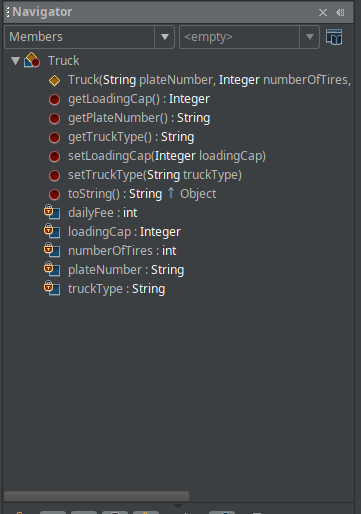 Navigator
Members
<empty>
Truck
Truck(String plateNumber, Integer numberOfTires,
getLoadingCap() : Integer
getPlateNumber() : String
getTruckType() : String
setLoadingCap(Integer loadingCap)
setTruckType(String truckType)
toString() : String ↑ Object
dailyFee : int
loadingCap : Integer
numberOfTires : int
plateNumber : String
truckType : String